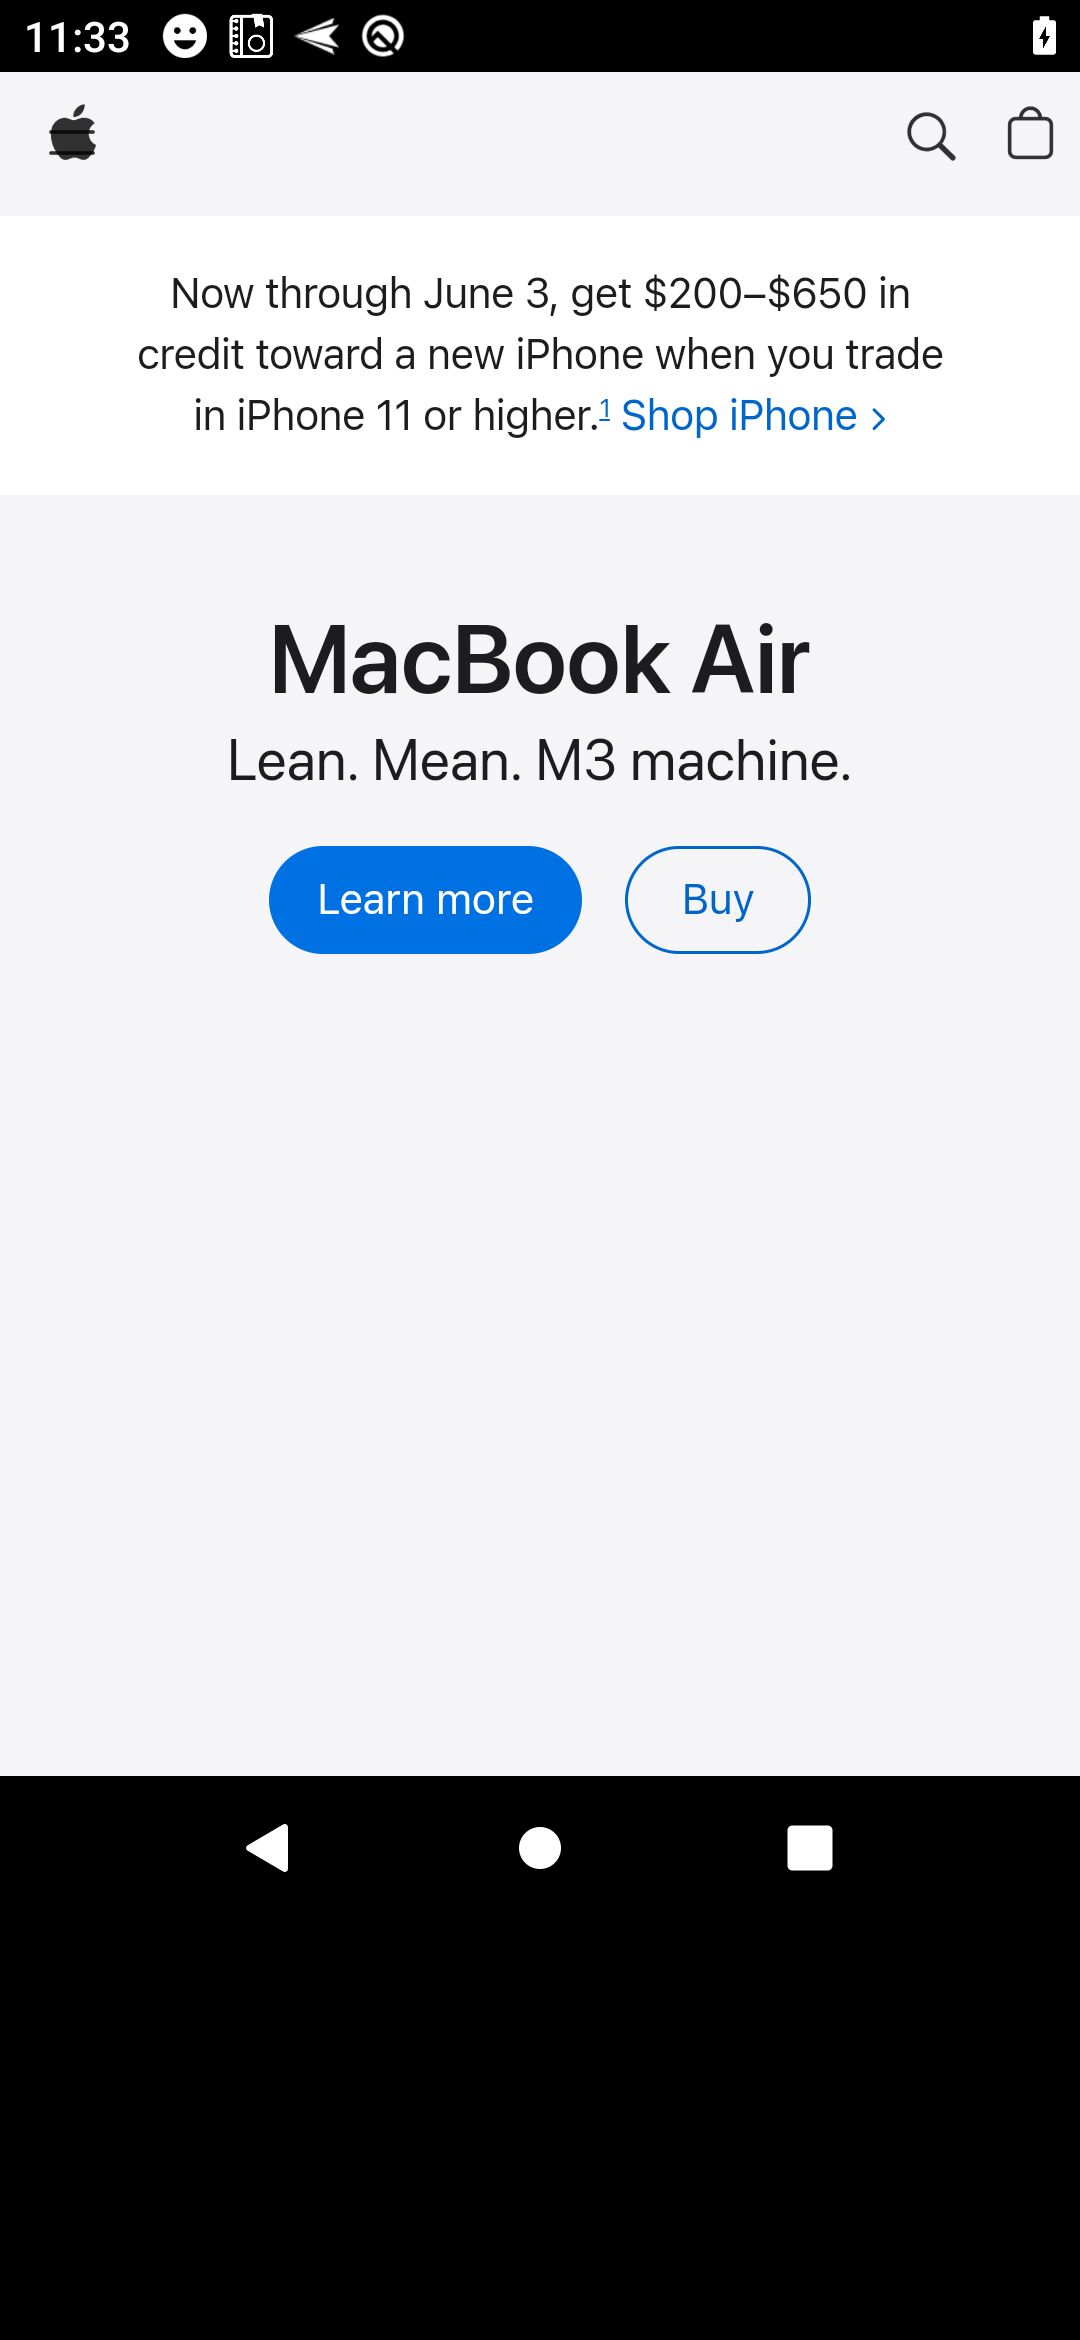 11:33
Now through June 3, get $200–$650 in
credit toward a new iPhone when you trade
in iPhone 11 or higher.1 Shop iPhone >
MacBook Air
Lean. Mean. M3 machine.
Learn more Buy